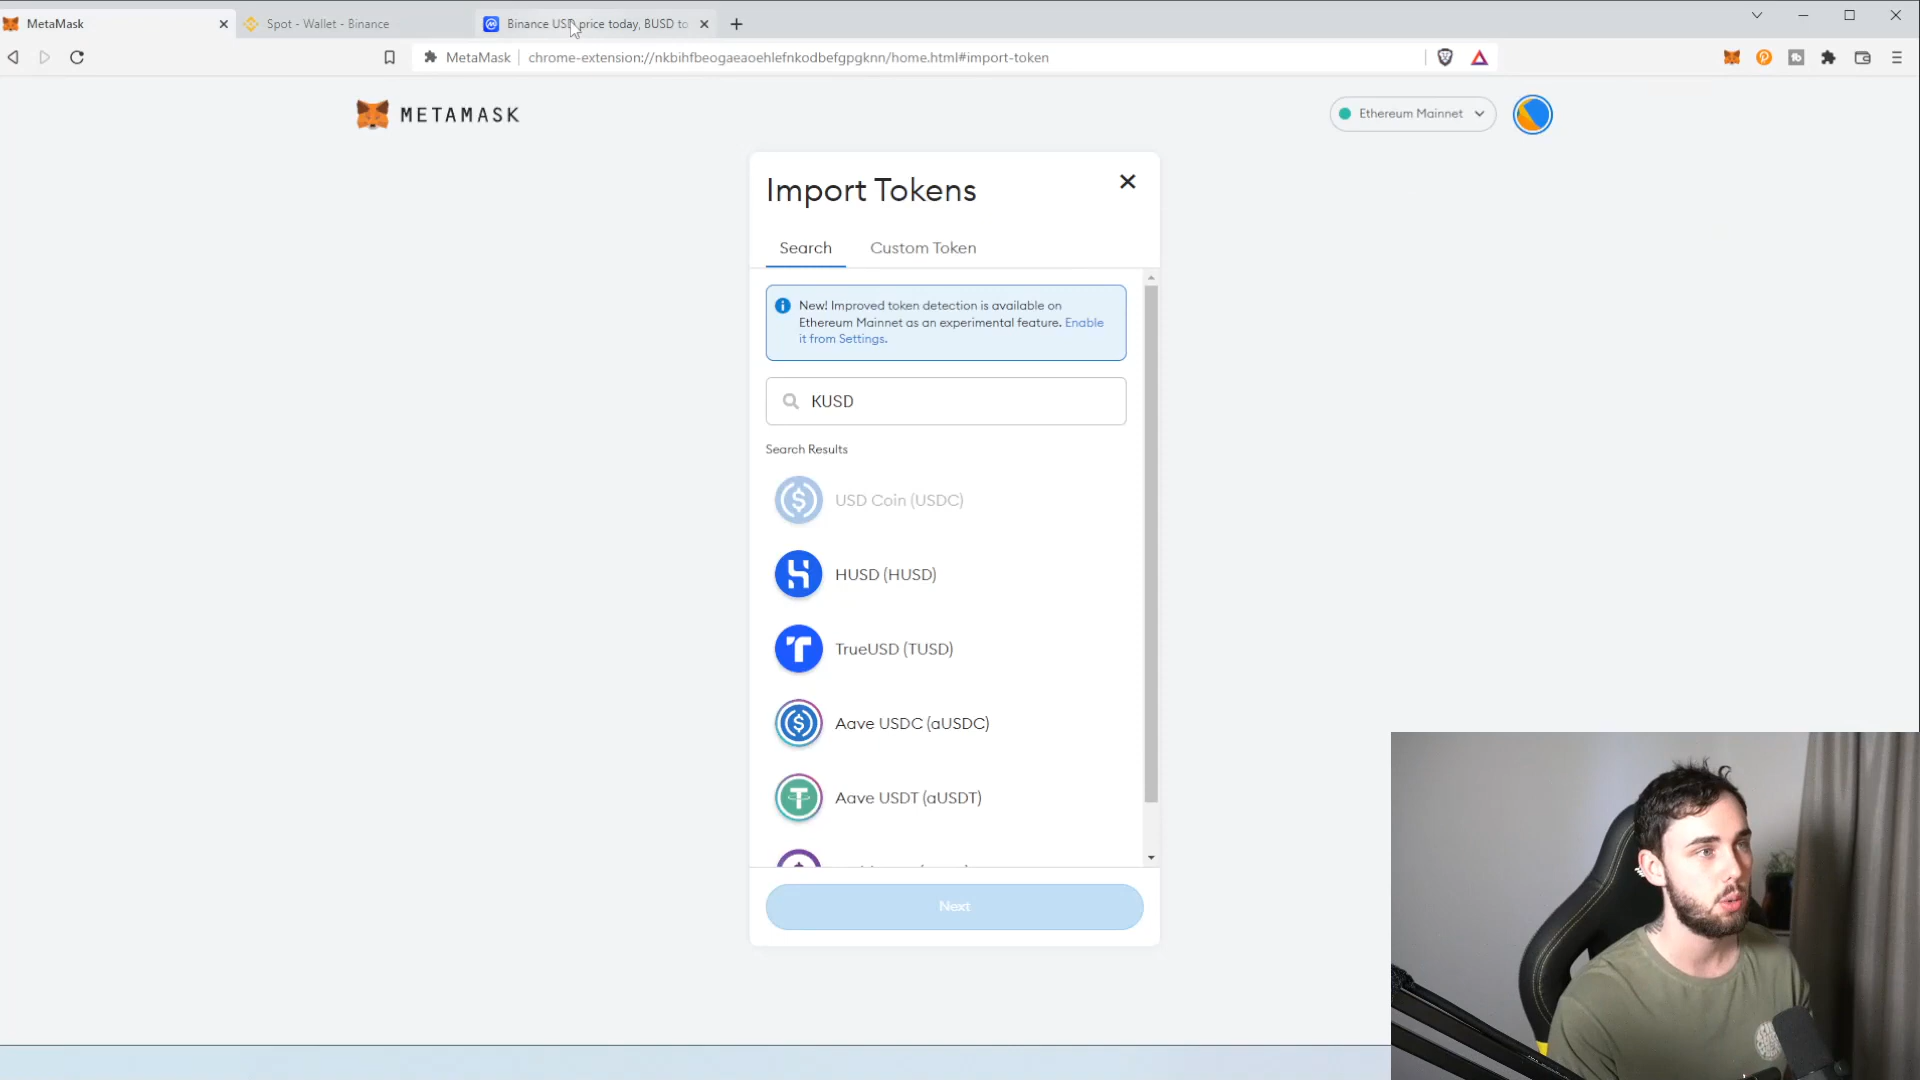 MetaMask
Spot - Wallet - Binance
Binance USD price today, BUSD to
MetaMask
chrome-extension://nkbihfbeogaeaoehlefnkodbefgpgknn/home.html#import-token
METAMASK
Ethereum Mainnet
Import Tokens
Search
Custom Token
New! Improved token detection is available on
Ethereum Mainnet as an experimental feature. Enable
it from Settings.
KUSD
Search Results
USD Coin (USDC)
HUSD (HUSD)
TrueUSD (TUSD)
Aave USDC (aUSDC)
Aave USDT (aUSDT)
Next